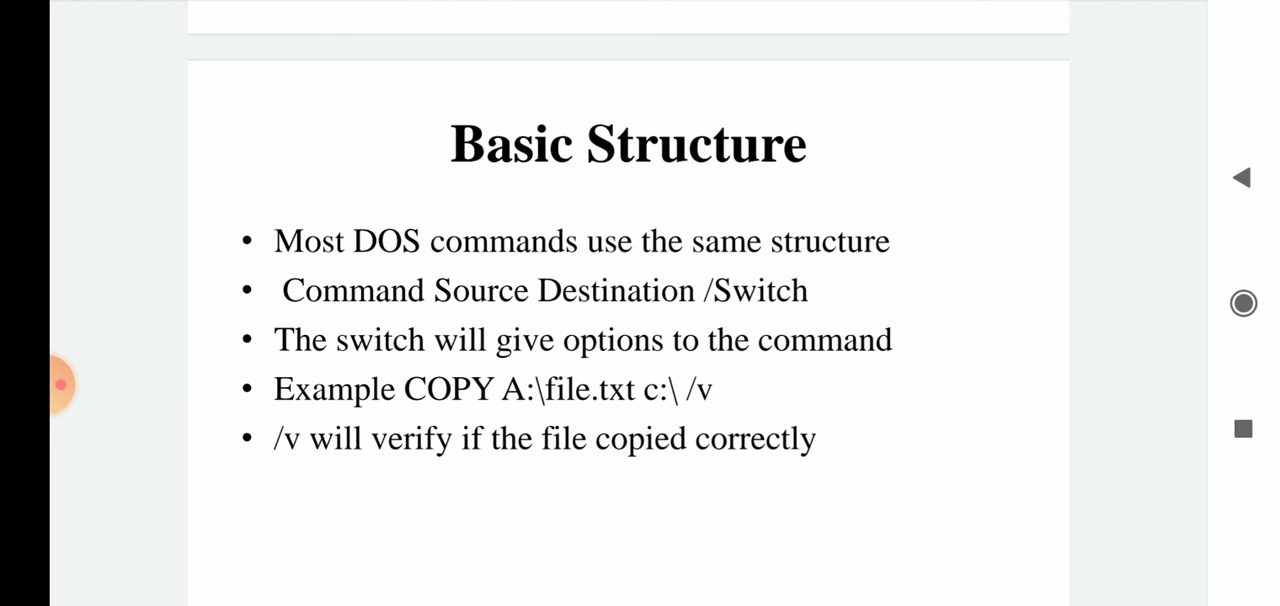 Basic Structure
• Most DOS commands use the same structure
• Command Source Destination /Switch
• The switch will give options to the command
• Example COPY A:\file.txt c:\ /v
• /v will verify if the file copied correctly